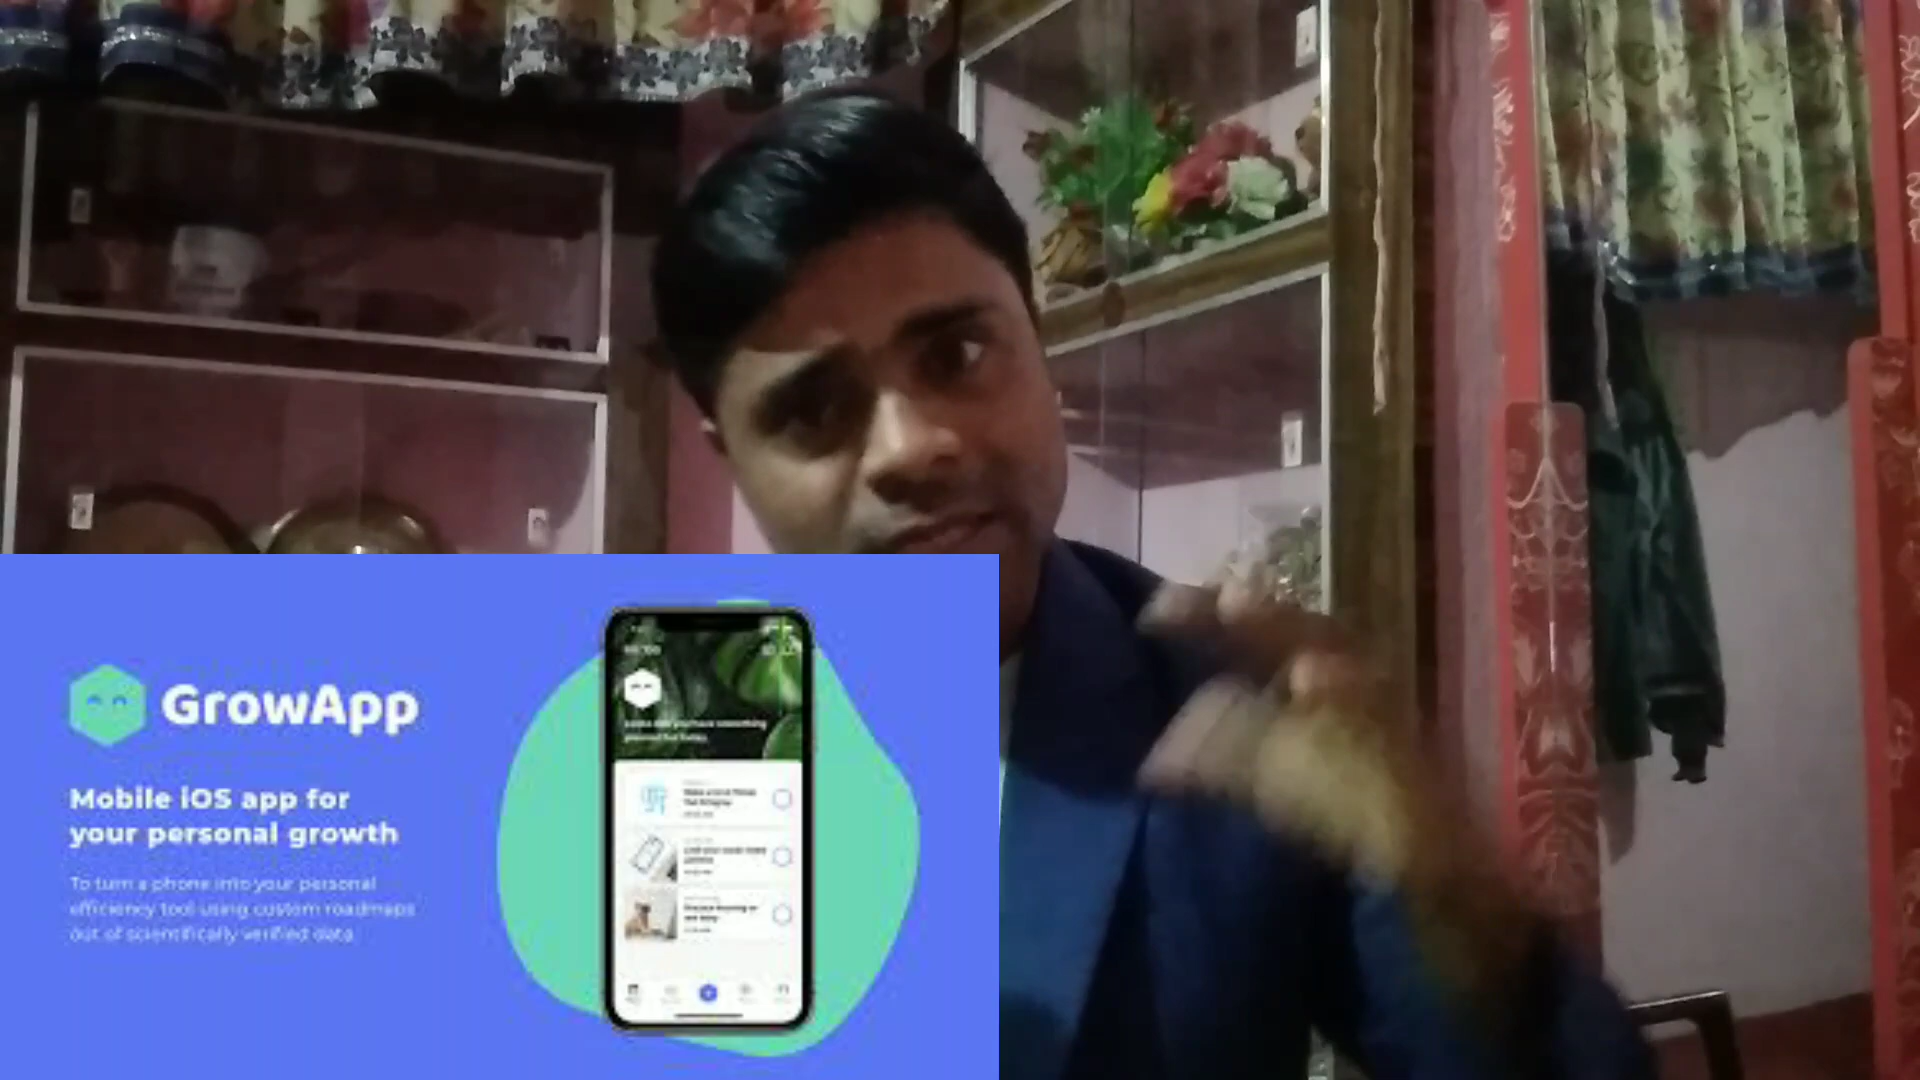 GrowApp
Mobile iOS app for
your personal growth
To turn a phone into your personal
efficiency tool using custom roadmaps
out of scientifically verified data